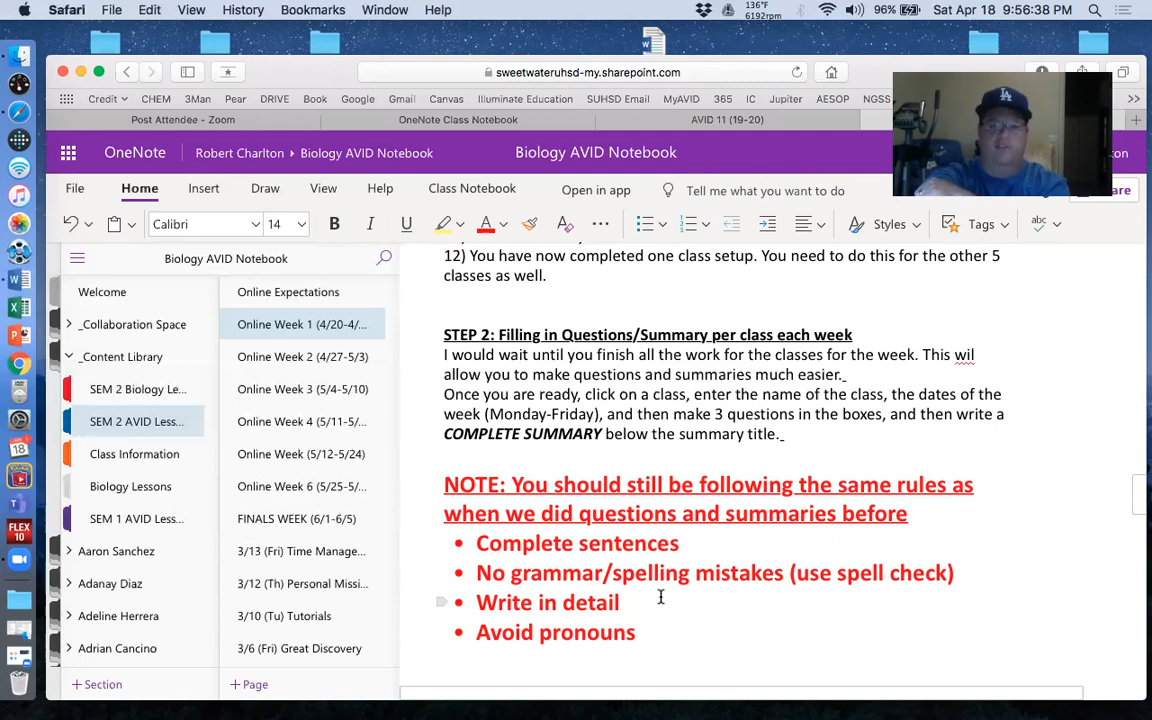 Safari File Edit View History Bookmarks Window Help 136°F 6192rpm 96% Sat Apr 18 9:56:38 PM
sweetwateruhsd-my.sharepoint.com
Credit CHEM 3Man Pear DRIVE Book Google Gmail Canvas Illuminate Education SUHSD Email MyAVID 365 IC Jupiter AESOP NGSS
Post Attendee - Zoom OneNote Class Notebook AVID 11 (19-20)
OneNote Robert Charlton › Biology AVID Notebook Biology AVID Notebook
File Home Insert Draw View Help Class Notebook Open in app Tell me what you want to do
Calibri 14 B I U A Styles Tags abc
Biology AVID Notebook
Welcome
_Collaboration Space
_Content Library
SEM 2 Biology Le...
SEM 2 AVID Less...
Class Information
Biology Lessons
SEM 1 AVID Less...
Aaron Sanchez
Adanay Diaz
Adeline Herrera
Adrian Cancino
+ Section
Online Expectations
Online Week 1 (4/20-4/...
Online Week 2 (4/27-5/3)
Online Week 3 (5/4-5/10)
Online Week 4 (5/11-5/...
Online Week (5/12-5/24)
Online Week 6 (5/25-5/...
FINALS WEEK (6/1-6/5)
3/13 (Fri) Time Manage...
3/12 (Th) Personal Missi...
3/10 (Tu) Tutorials
3/6 (Fri) Great Discovery
+ Page
12) You have now completed one class setup. You need to do this for the other 5
classes as well.
STEP 2: Filling in Questions/Summary per class each week
I would wait until you finish all the work for the classes for the week. This wil
allow you to make questions and summaries much easier.
Once you are ready, click on a class, enter the name of the class, the dates of the
week (Monday-Friday), and then make 3 questions in the boxes, and then write a
COMPLETE SUMMARY below the summary title.
NOTE: You should still be following the same rules as
when we did questions and summaries before
• Complete sentences
• No grammar/spelling mistakes (use spell check)
• Write in detail
• Avoid pronouns
LA
FLEX
10
18